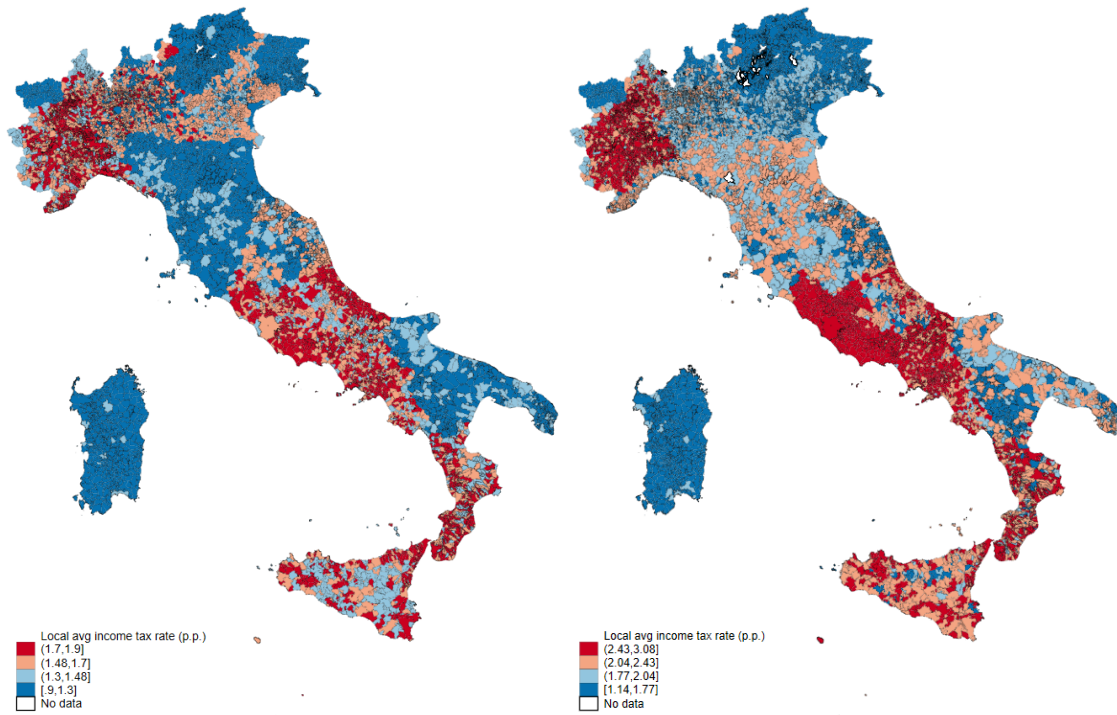 Local avg income tax rate (p.p.)
(1.7,1.9]
(1.48,1.7]
(1.3,1.48]
[.9,1.3]
No data
Local avg income tax rate (p.p.)
(2.43,3.08]
(2.04,2.43]
(1.77,2.04]
[1.14,1.77]
No data